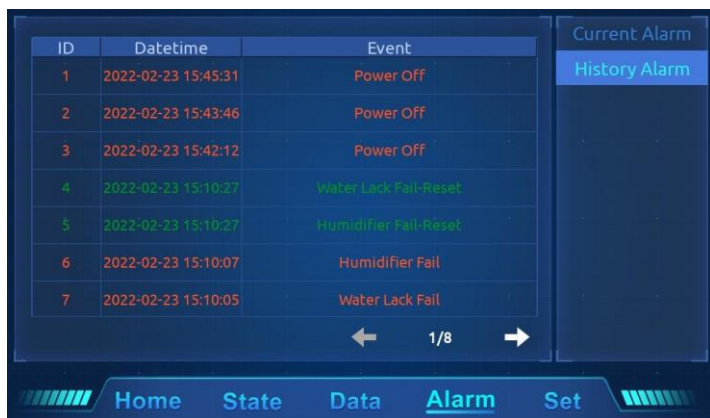 ID Datetime Event
1 2022-02-23 15:45:31 Power Off
2 2022-02-23 15:43:46 Power Off
3 2022-02-23 15:42:12 Power Off
4 2022-02-23 15:10:27 Water Lack Fail-Reset
5 2022-02-23 15:10:27 Humidifier Fail-Reset
6 2022-02-23 15:10:07 Humidifier Fail
7 2022-02-23 15:10:05 Water Lack Fail
1/8
Current Alarm
History Alarm
Home State Data Alarm Set